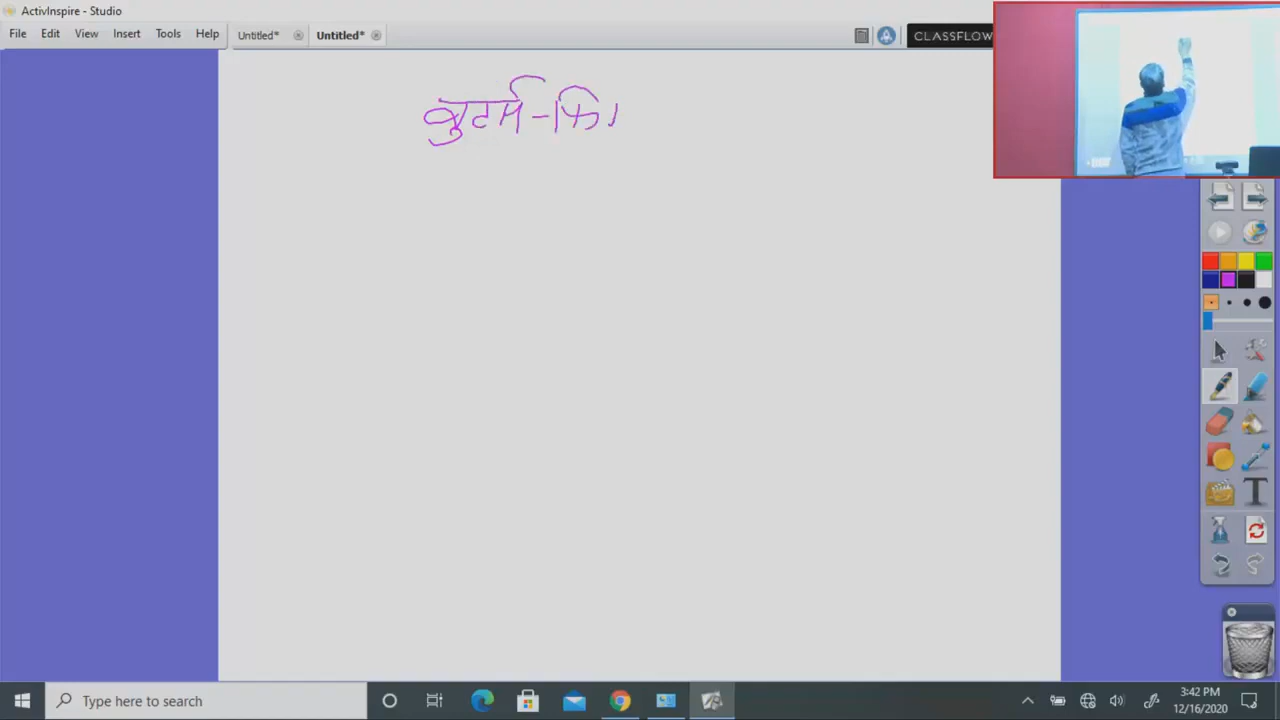 ActivInspire - Studio
File Edit View Insert Tools Help Untitled* Untitled* CLASSFLOW
कुटर्म-फि
Type here to search
3:42 PM
12/16/2020